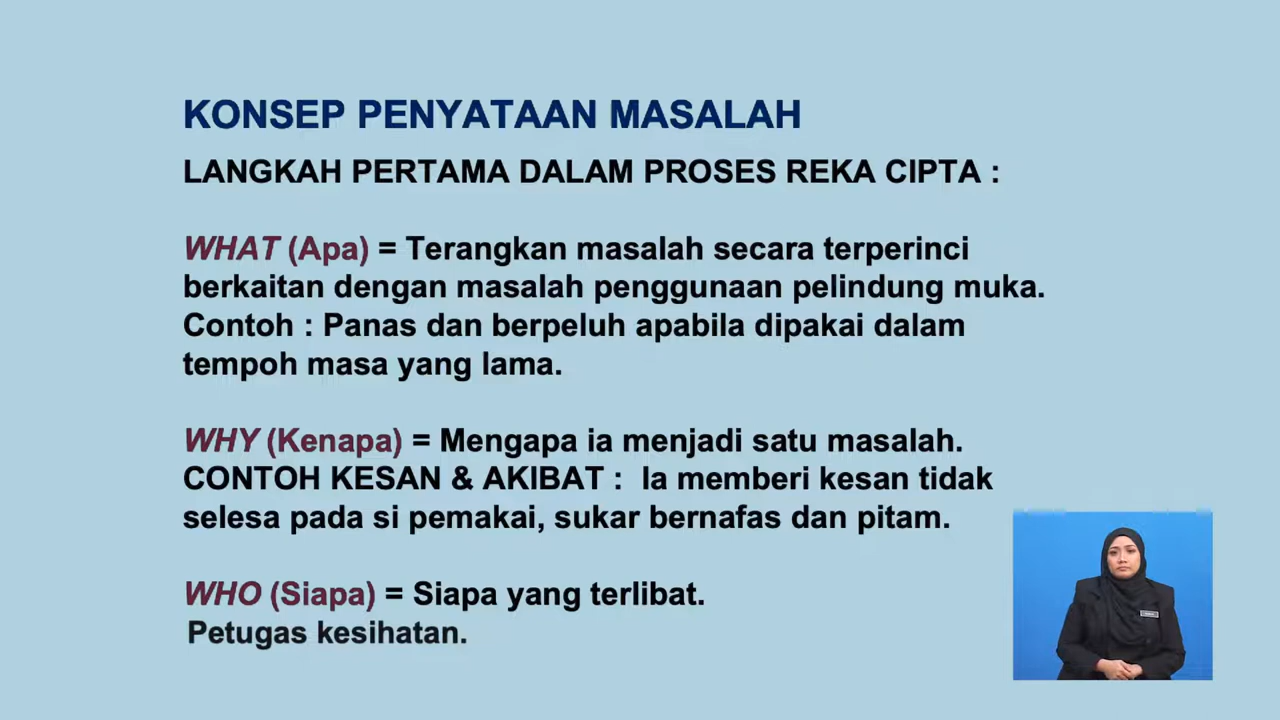 KONSEP PENYATAAN MASALAH
LANGKAH PERTAMA DALAM PROSES REKA CIPTA :
WHAT (Apa) = Terangkan masalah secara terperinci
berkaitan dengan masalah penggunaan pelindung muka.
Contoh : Panas dan berpeluh apabila dipakai dalam
tempoh masa yang lama.
WHY (Kenapa) = Mengapa ia menjadi satu masalah.
CONTOH KESAN & AKIBAT : Ia memberi kesan tidak
selesa pada si pemakai, sukar bernafas dan pitam.
WHO (Siapa) = Siapa yang terlibat.
Petugas kesihatan.